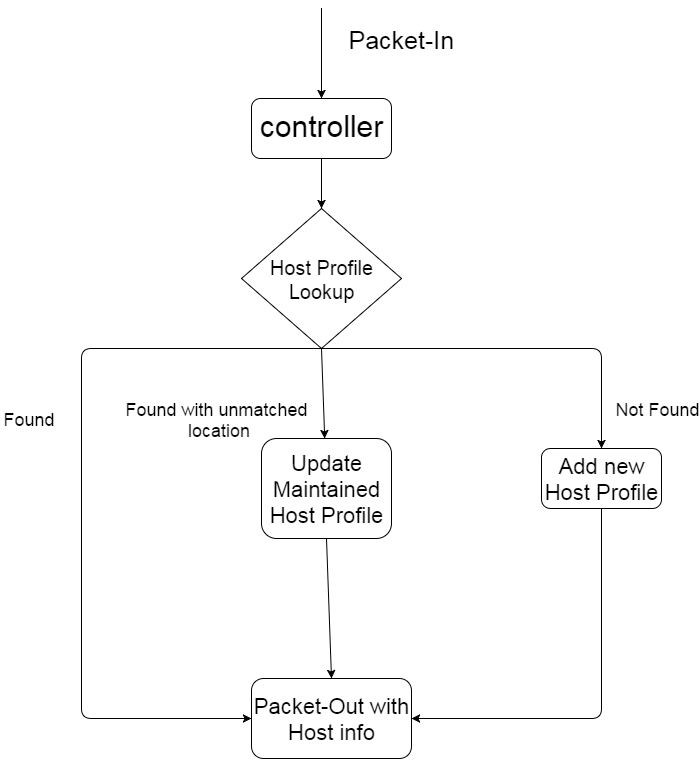 Packet-In
controller
Host Profile
Lookup
Found
Found with unmatched
location
Not Found
Update
Maintained
Host Profile
Add new
Host Profile
Packet-Out with
Host info